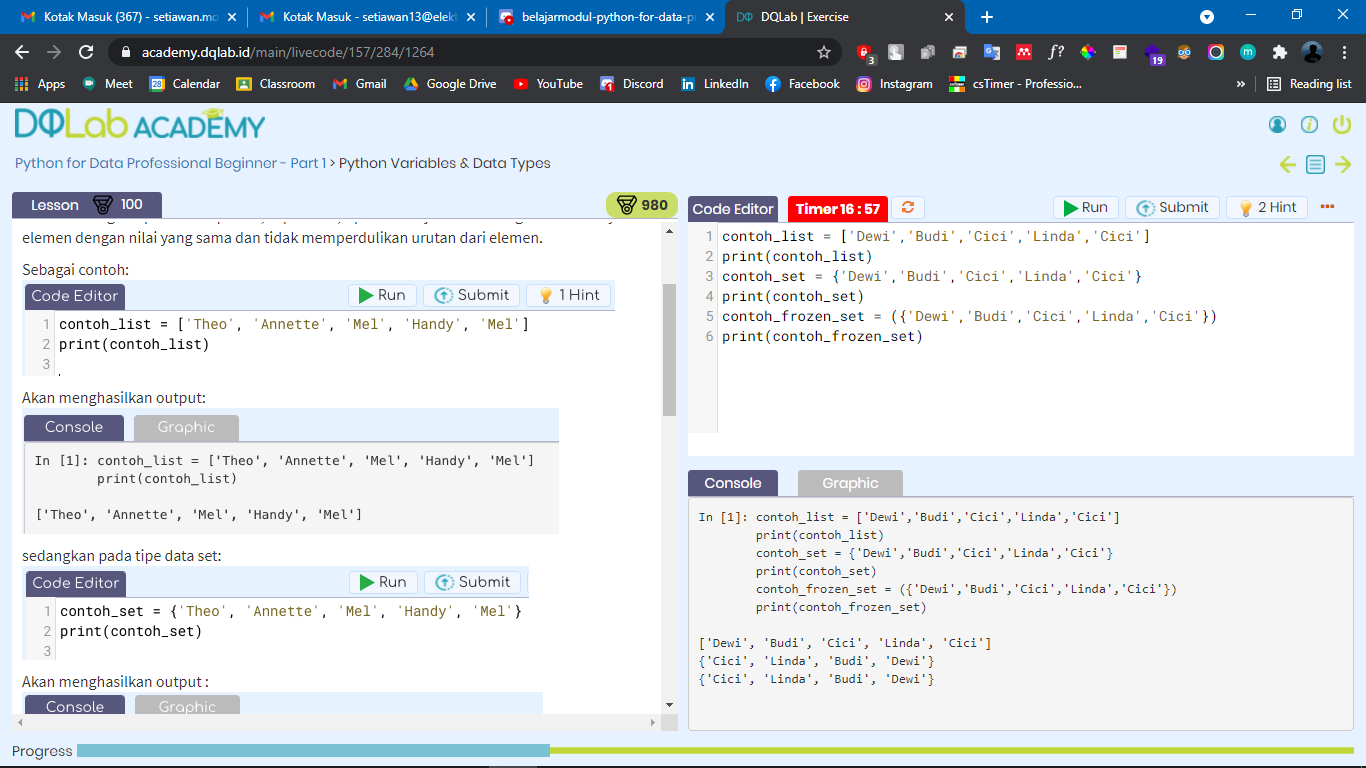 Kotak Masuk (367) - setiawan.mo
Kotak Masuk - setiawan13@elekt
belajarmodul-python-for-data-p
DQLab | Exercise
academy.dqlab.id/main/livecode/157/284/1264
3
f?
19
m
Apps
Meet
28
Calendar
Classroom
Gmail
Google Drive
YouTube
Discord
LinkedIn
Facebook
Instagram
csTimer - Professio...
»
Reading list
DQLab ACADEMY
Python for Data Professional Beginner - Part 1 > Python Variables & Data Types
Lesson 100
980
elemen dengan nilai yang sama dan tidak memperdulikan urutan dari elemen.
Sebagai contoh:
Code Editor Run Submit 1 Hint
1 contoh_list = ['Theo', 'Annette', 'Mel', 'Handy', 'Mel']
2 print(contoh_list)
3
Akan menghasilkan output:
Console Graphic
In [1]: contoh_list = ['Theo', 'Annette', 'Mel', 'Handy', 'Mel']
print(contoh_list)
['Theo', 'Annette', 'Mel', 'Handy', 'Mel']
sedangkan pada tipe data set:
Code Editor Run Submit
1 contoh_set = {'Theo', 'Annette', 'Mel', 'Handy', 'Mel'}
2 print(contoh_set)
3
Akan menghasilkan output :
Console Graphic
Code Editor Timer 16 : 57 Run Submit 2 Hint
1 contoh_list = ['Dewi','Budi','Cici','Linda','Cici']
2 print(contoh_list)
3 contoh_set = {'Dewi','Budi','Cici','Linda','Cici'}
4 print(contoh_set)
5 contoh_frozen_set = ({'Dewi','Budi','Cici','Linda','Cici'})
6 print(contoh_frozen_set)
Console Graphic
In [1]: contoh_list = ['Dewi','Budi','Cici','Linda','Cici']
print(contoh_list)
contoh_set = {'Dewi','Budi','Cici','Linda','Cici'}
print(contoh_set)
contoh_frozen_set = ({'Dewi','Budi','Cici','Linda','Cici'})
print(contoh_frozen_set)
['Dewi', 'Budi', 'Cici', 'Linda', 'Cici']
{'Cici', 'Linda', 'Budi', 'Dewi'}
{'Cici', 'Linda', 'Budi', 'Dewi'}
Progress